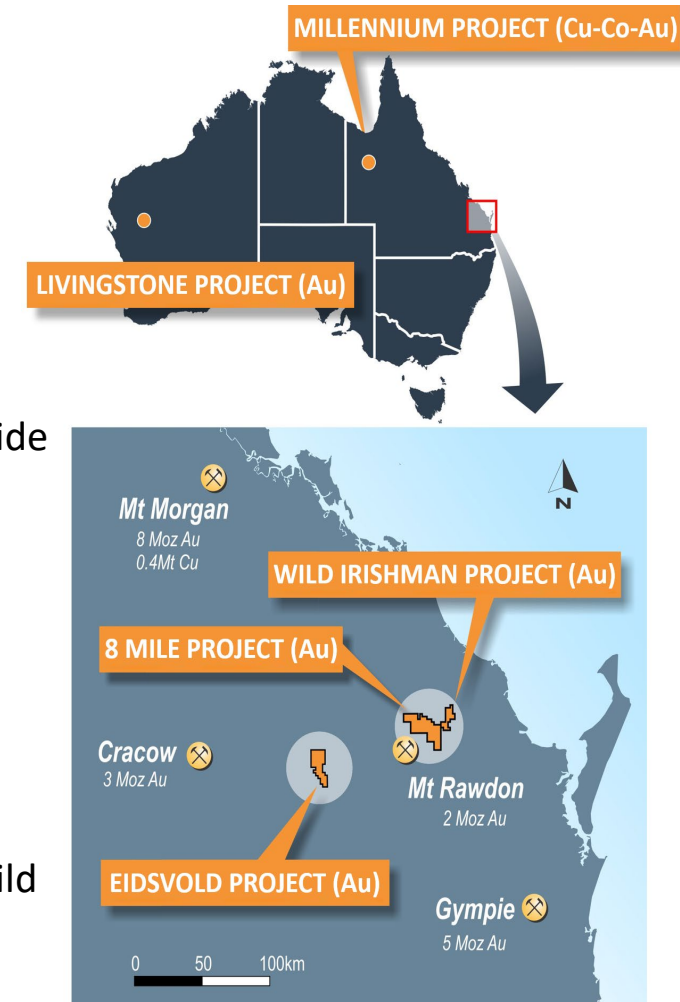 MILLENNIUM PROJECT (Cu-Co-Au)
LIVINGSTONE PROJECT (Au)
ide
Mt Morgan
8 Moz Au
0.4Mt Cu
N
WILD IRISHMAN PROJECT (Au)
8 MILE PROJECT (Au)
Cracow
3 Moz Au
Mt Rawdon
2 Moz Au
EIDSVOLD PROJECT (Au)
ild
Gympie
5 Moz Au
0 50 100km